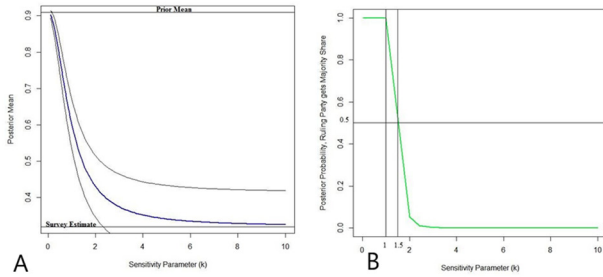 Prior Mean
Posterior Mean
0.9
0.8
0.7
0.6
0.5
0.4
Survey Estimate
0 2 4 6 8 10
Sensitivity Parameter (k)
A
Posterior Probability, Ruling Party gets Majority Share
1.0
0.8
0.6
0.5
0.4
0.2
0.0
0 1 1.5 2 4 6 8 10
Sensitivity Parameter (k)
B